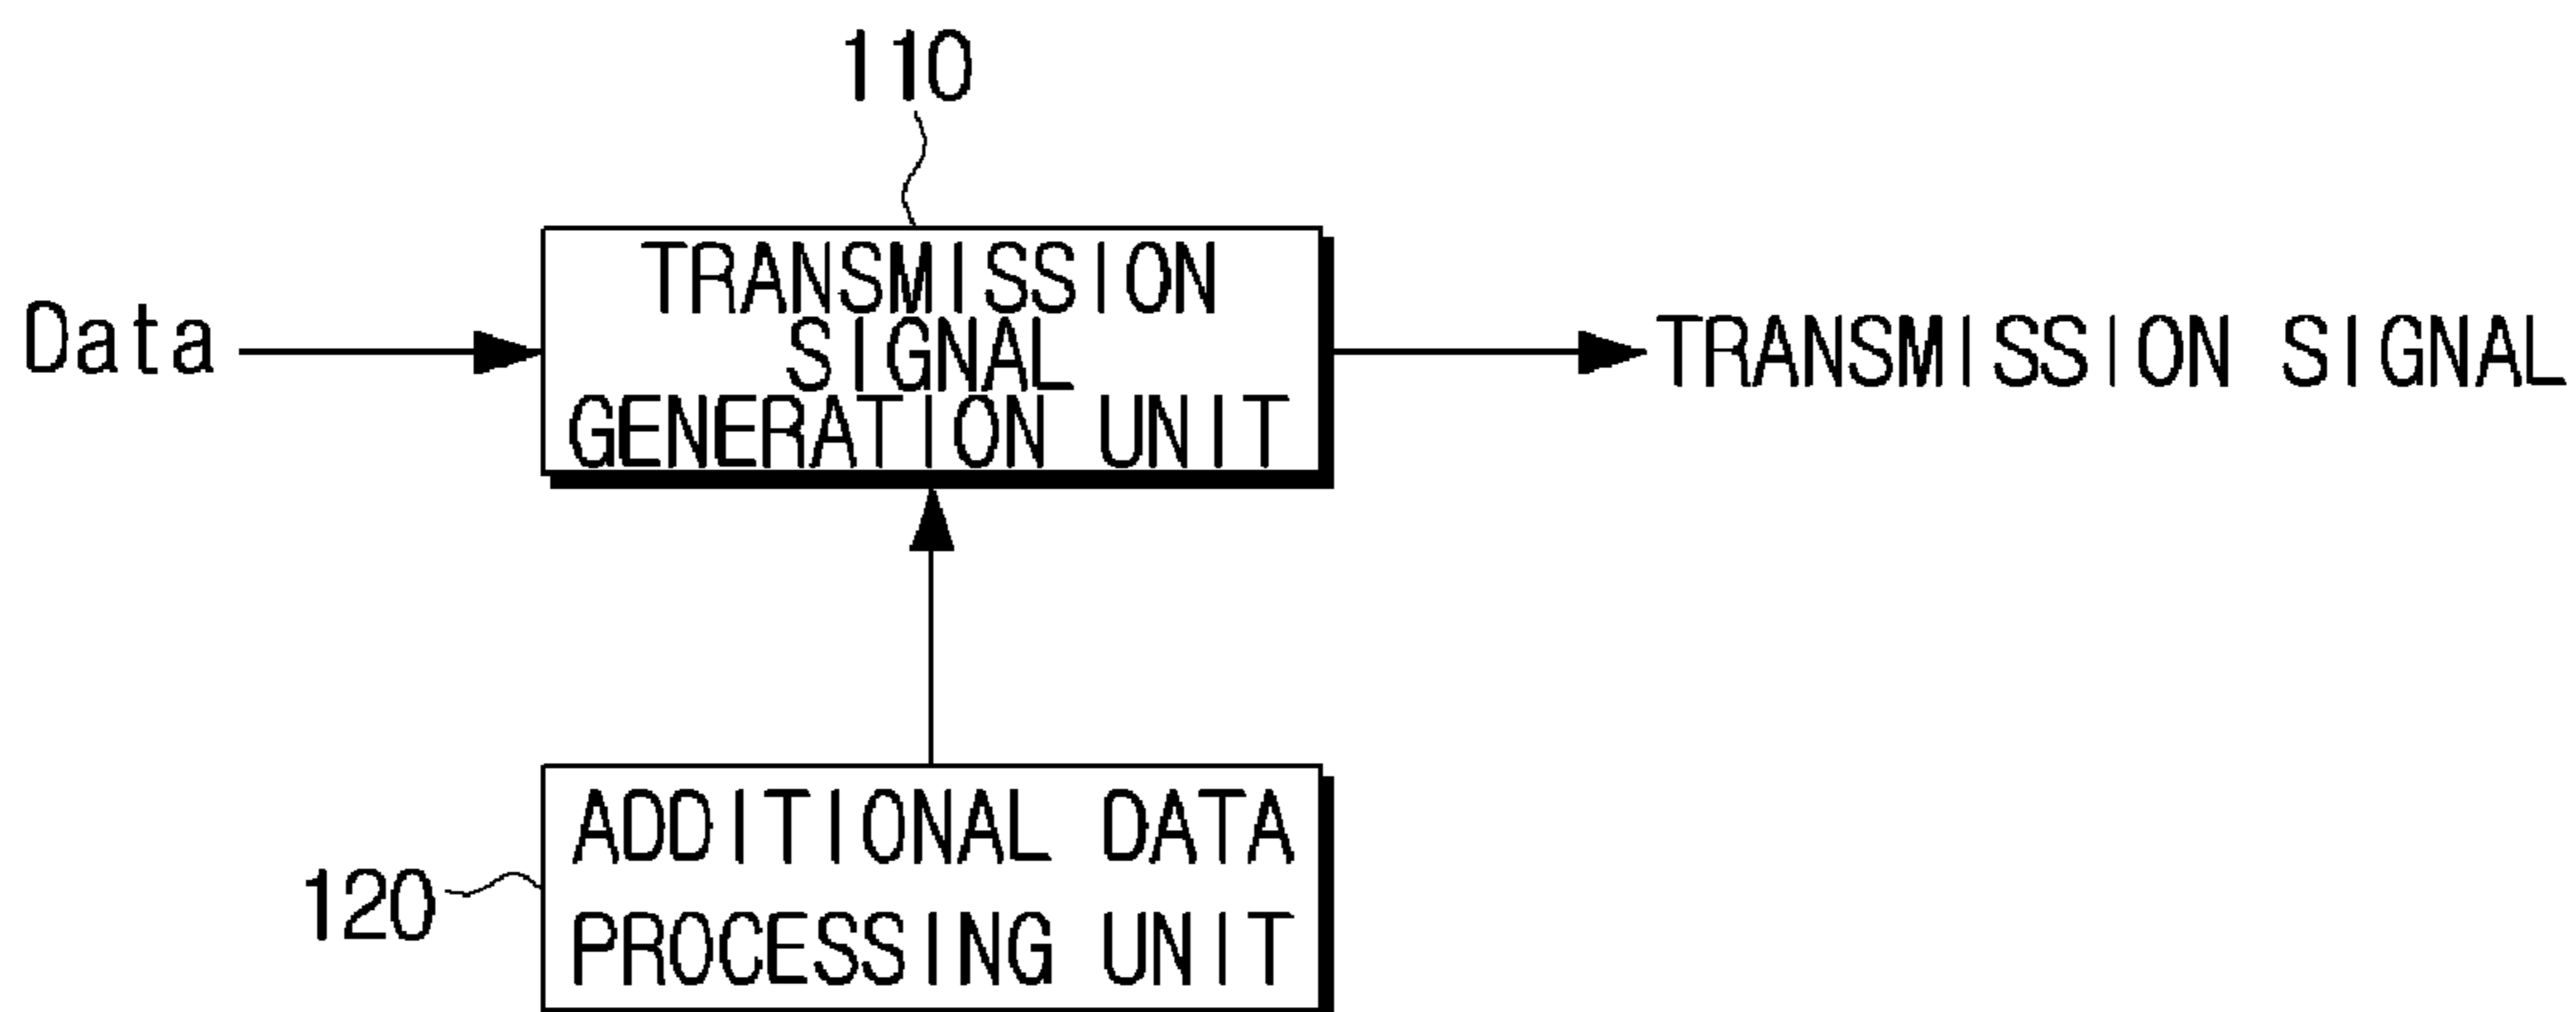 110
Data
TRANSMISSION
SIGNAL
GENERATION UNIT
TRANSMISSION SIGNAL
120
ADDITIONAL DATA
PROCESSING UNIT